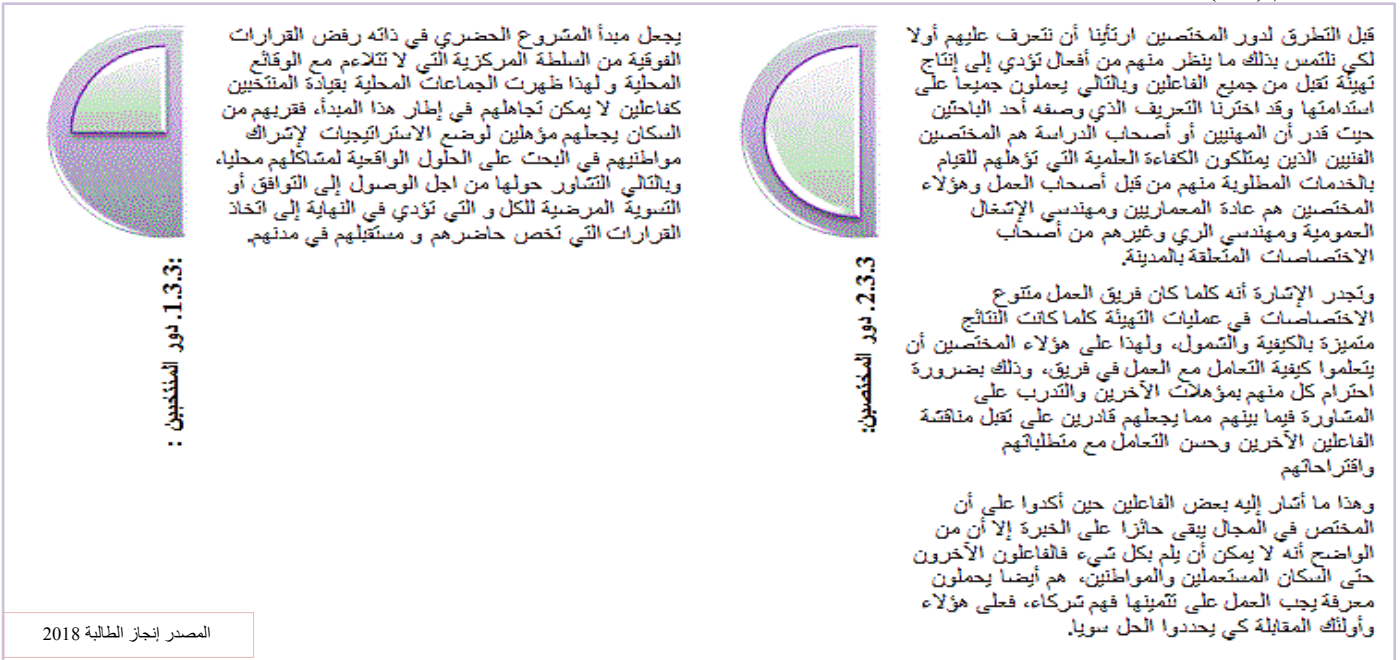 قبل التطرق لدور المختصين ارتأينا أن نتعرف عليهم أولا
لكي نلتمس بذلك ما ينظر منهم من أفعال تؤدي إلى إنتاج
تهيئة تقبل من جميع الفاعلين وبالتالي يعملون جميعا على
استدامتها وقد اخترنا التعريف الذي وصفه أحد الباحثين
حيث قدر أن المهنيين أو أصحاب الدراسة هم المختصين
الفنيين الذين يمتلكون الكفاءة العلمية التي تؤهلهم للقيام
بالخدمات المطلوبة منهم من قبل أصحاب العمل وهؤلاء
المختصين هم عادة المعماريين ومهندسي الإشغال
العمومية ومهندسي الري وغيرهم من أصحاب
الاختصاصات المتعلقة بالمدينة.
وتجدر الإشارة أنه كلما كان فريق العمل متنوع
الاختصاصات في عمليات التهيئة كلما كانت النتائج
متميزة بالكيفية والشمول، ولهذا على هؤلاء المختصين أن
يتعلموا كيفية التعامل مع العمل في فريق، وذلك بضرورة
احترام كل منهم بمؤهلات الآخرين والتدرب على
المشاورة فيما بينهم مما يجعلهم قادرين على تقبل مناقشة
الفاعلين الآخرين وحسن التعامل مع متطلباتهم
واقتراحاتهم
وهذا ما أشار إليه بعض الفاعلين حين أكدوا على أن
المختص في المجال يبقى حائزا على الخبرة إلا أن من
الواضح أنه لا يمكن أن يلم بكل شيء فالفاعلون الآخرون
حتى السكان المستعملين والمواطنين، هم أيضا يحملون
معرفة يجب العمل على تثمينها فهم شركاء، فعلى هؤلاء
وأولئك المقابلة كي يحددوا الحل سويا.
2.3.3. دور المختصين:
يجعل مبدأ المشروع الحضري في ذاته رفض القرارات
الفوقية من السلطة المركزية التي لا تتلاءم مع الوقائع
المحلية و لهذا ظهرت الجماعات المحلية بقيادة المنتخبين
كفاعلين لا يمكن تجاهلهم في إطار هذا المبدأ، فقربهم من
السكان يجعلهم مؤهلين لوضع الاستراتيجيات لإشراك
مواطنيهم في البحث على الحلول الواقعية لمشاكلهم محليا،
وبالتالي التشاور حولها من اجل الوصول إلى التوافق أو
التسوية المرضية للكل و التي تؤدي في النهاية إلى اتخاذ
القرارات التي تخص حاضرهم و مستقبلهم في مدنهم.
1.3.3: دور المنتخبين :
المصدر إنجاز الطالبة 2018